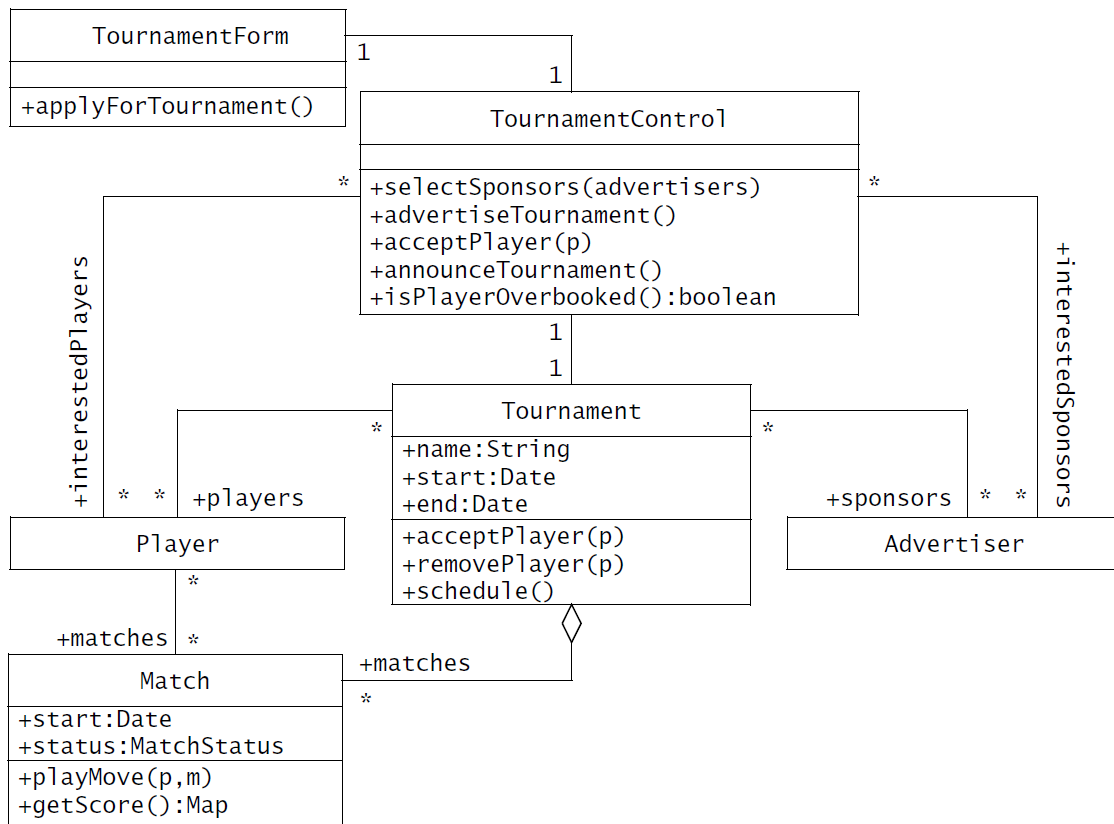 TournamentForm
1
+applyForTournament()
1
TournamentControl
*
+selectSponsors(advertisers)
*
+advertiseTournament()
+acceptPlayer(p)
+announceTournament()
+isPlayerOverbooked():boolean
+interestedPlayers
+interestedSponsors
1
1
Tournament
*
*
+name:String
+start:Date
+end:Date
* * +players
+sponsors * *
+acceptPlayer(p)
+removePlayer(p)
+schedule()
Player
Advertiser
*
+matches *
Match
+matches
*
+start:Date
+status:MatchStatus
+playMove(p,m)
+getScore():Map